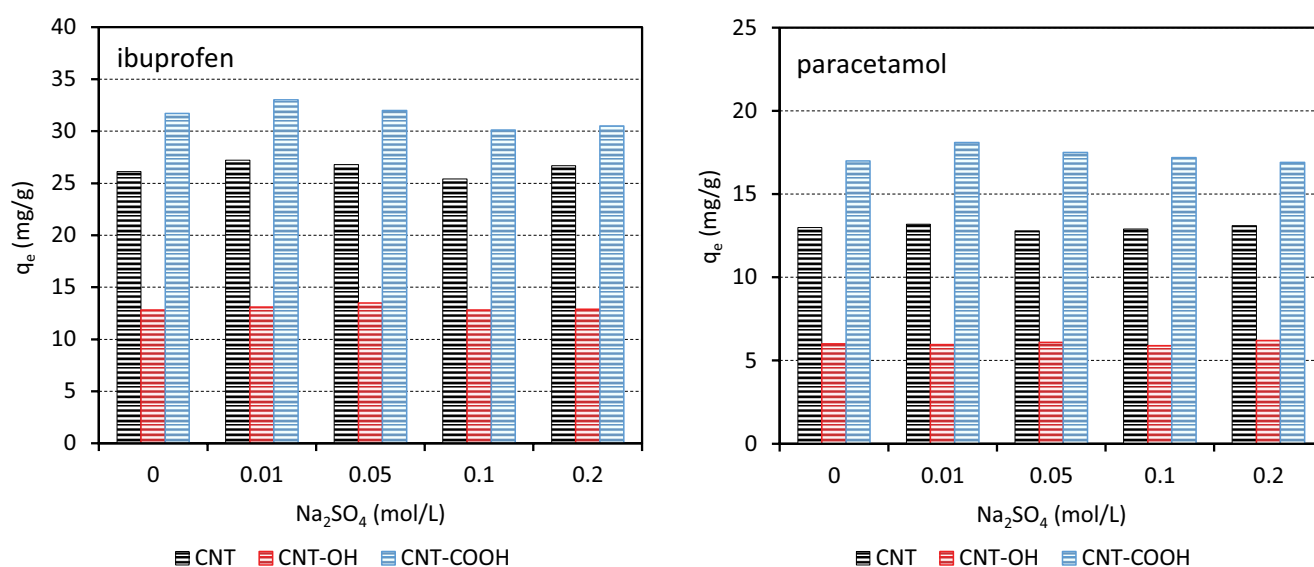 ibuprofen
40
35
30
25
20
15
10
5
0
qₑ (mg/g)
0 0.01 0.05 0.1 0.2
Na₂SO₄ (mol/L)
CNT CNT-OH CNT-COOH
paracetamol
25
20
15
10
5
0
qₑ (mg/g)
0 0.01 0.05 0.1 0.2
Na₂SO₄ (mol/L)
CNT CNT-OH CNT-COOH